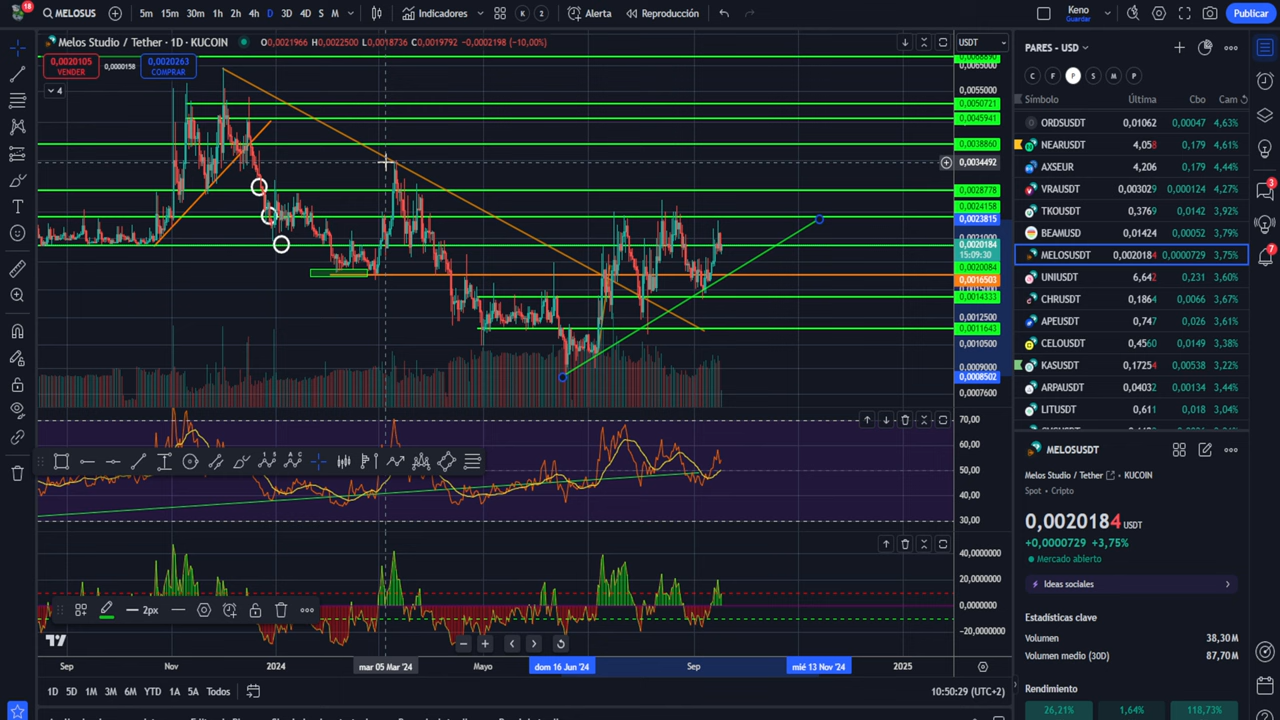 18
MELOSUS
5m 15m 30m 1h 2h 4h D 3D 4D S M
Indicadores
K 2
Alerta
Reproducción
Keno
Guardar
Publicar
Melos Studio / Tether · 1D · KUCOIN
O0,0021966 H0,0022500 L0,0018736 C0,0019792 −0,0002198 (−10,00%)
USDT
0,0020105
VENDER
0,0000158
0,0020263
COMPRAR
4
0,0065000
0,0055000
0,0050721
0,0045941
0,0038860
0,0034492
0,0028778
0,0024158
0,0023815
0,0020184
15:09:30
0,0020084
0,0016503
0,0014333
0,0012500
0,0011643
0,0010500
0,0009000
0,0008502
0,0007600
70,00
60,00
50,00
40,00
30,00
40,0000000
20,0000000
0,0000000
−20,0000000
2px
Sep Nov 2024 mar 05 Mar '24 Mayo dom 16 Jun '24 Sep mié 13 Nov '24 2025
1D 5D 1M 3M 6M YTD 1A 5A Todos
10:50:29 (UTC+2)
PARES - USD
C F P S M P
Símbolo Última Cbo Cam
ORDSUSDT 0,01062 0,00047 4,63%
NEARUSDT 4,058 0,179 4,61%
AXSEUR 4,206 0,179 4,44%
VRAUSDT 0,003029 0,000124 4,27%
TKOUSDT 0,3769 0,0142 3,92%
BEAMUSD 0,01424 0,00052 3,79%
MELOSUSDT 0,0020184 0,0000729 3,75%
UNIUSDT 6,642 0,231 3,60%
CHRUSDT 0,1864 0,0066 3,67%
APEUSDT 0,747 0,026 3,61%
CELOUSDT 0,4560 0,0149 3,38%
KASUSDT 0,17254 0,00538 3,22%
ARPAUSDT 0,04032 0,00134 3,44%
LITUSDT 0,611 0,018 3,04%
MELOSUSDT
Melos Studio / Tether · KUCOIN
Spot • Cripto
0,0020184 USDT
+0,0000729 +3,75%
Mercado abierto
Ideas sociales
Estadísticas clave
Volumen 38,30M
Volumen medio (30D) 87,70M
Rendimiento
26,21% 1,64% 118,73%
3
7